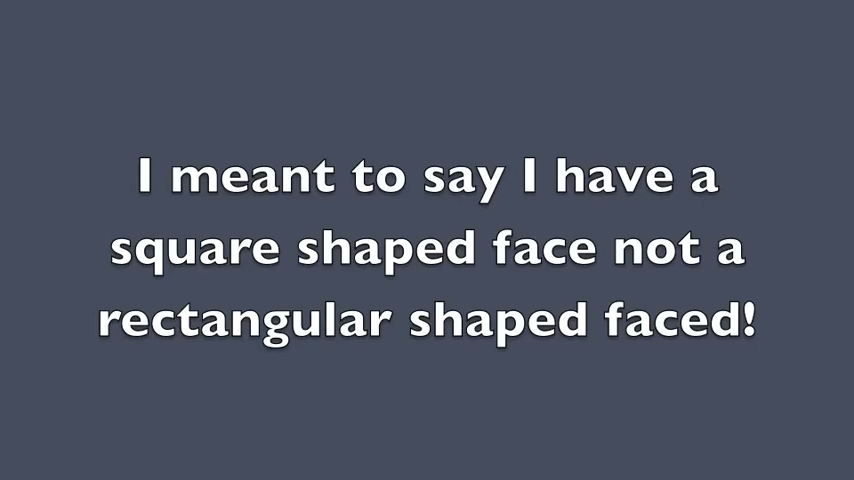 I meant to say I have a
square shaped face not a
rectangular shaped faced!